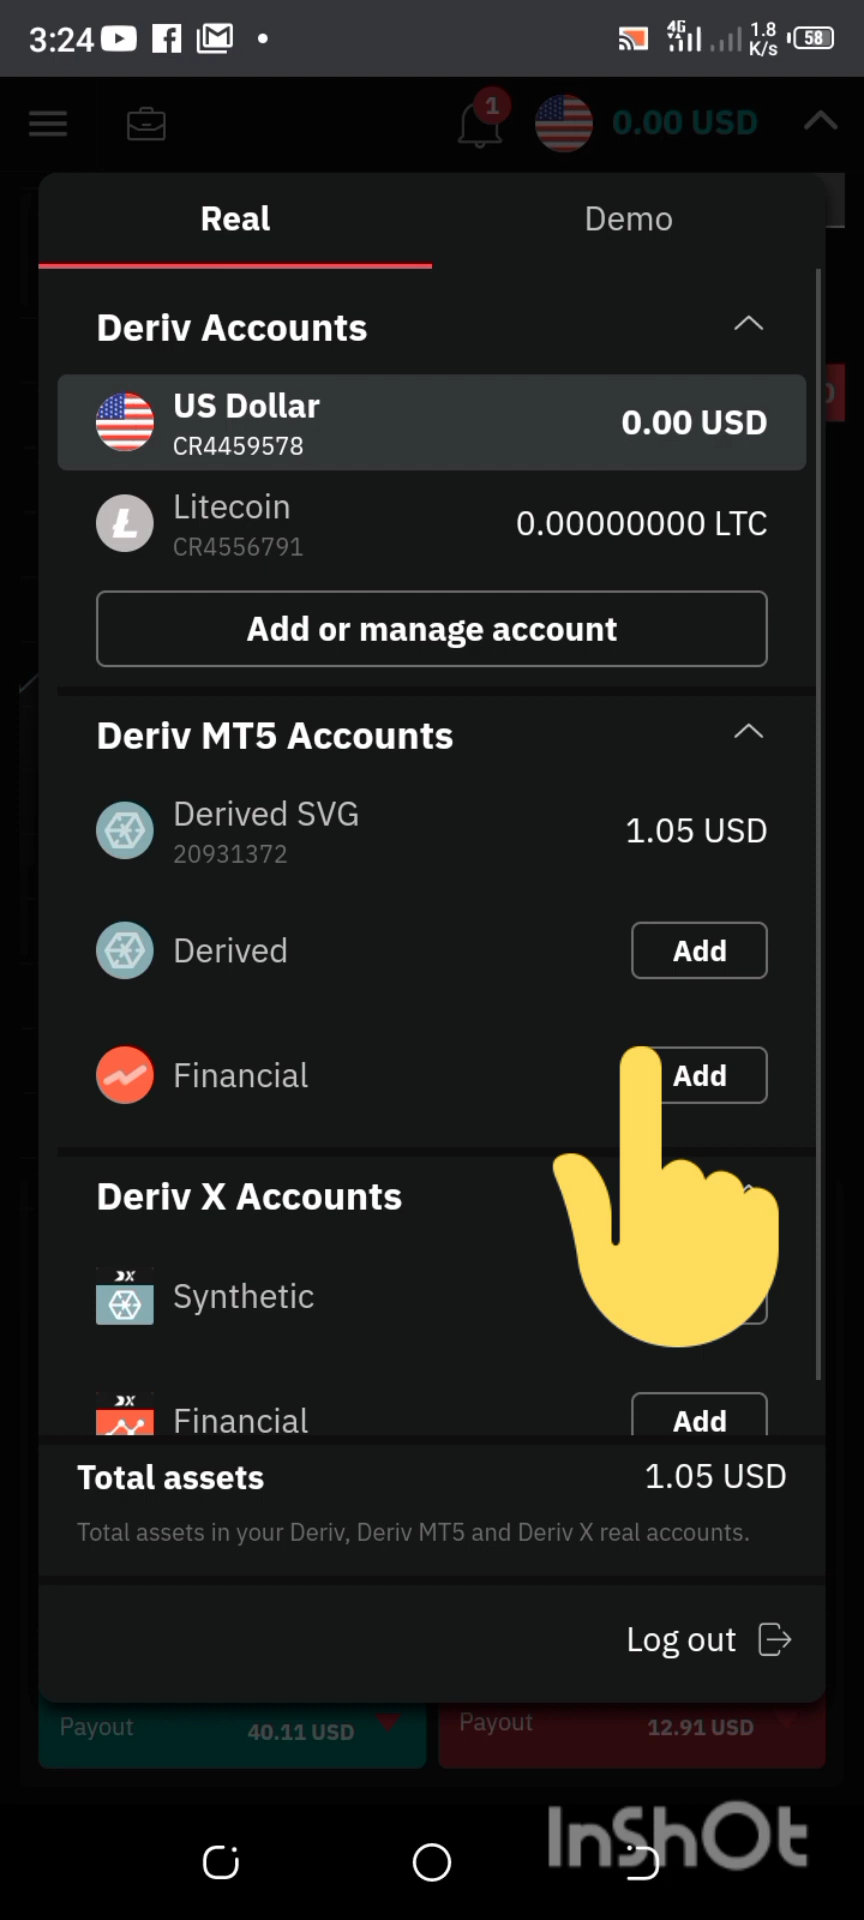 3:24
4G
1.8
K/s
58
1
0.00 USD
Real
Demo
Deriv Accounts
US Dollar
0.00 USD
CR4459578
Litecoin
0.00000000 LTC
CR4556791
Add or manage account
Deriv MT5 Accounts
Derived SVG
1.05 USD
20931372
Derived
Add
Financial
Add
Deriv X Accounts
Synthetic
Financial
Add
Total assets
1.05 USD
Total assets in your Deriv, Deriv MT5 and Deriv X real accounts.
Log out
Payout
40.11 USD
Payout
12.91 USD
InShOt